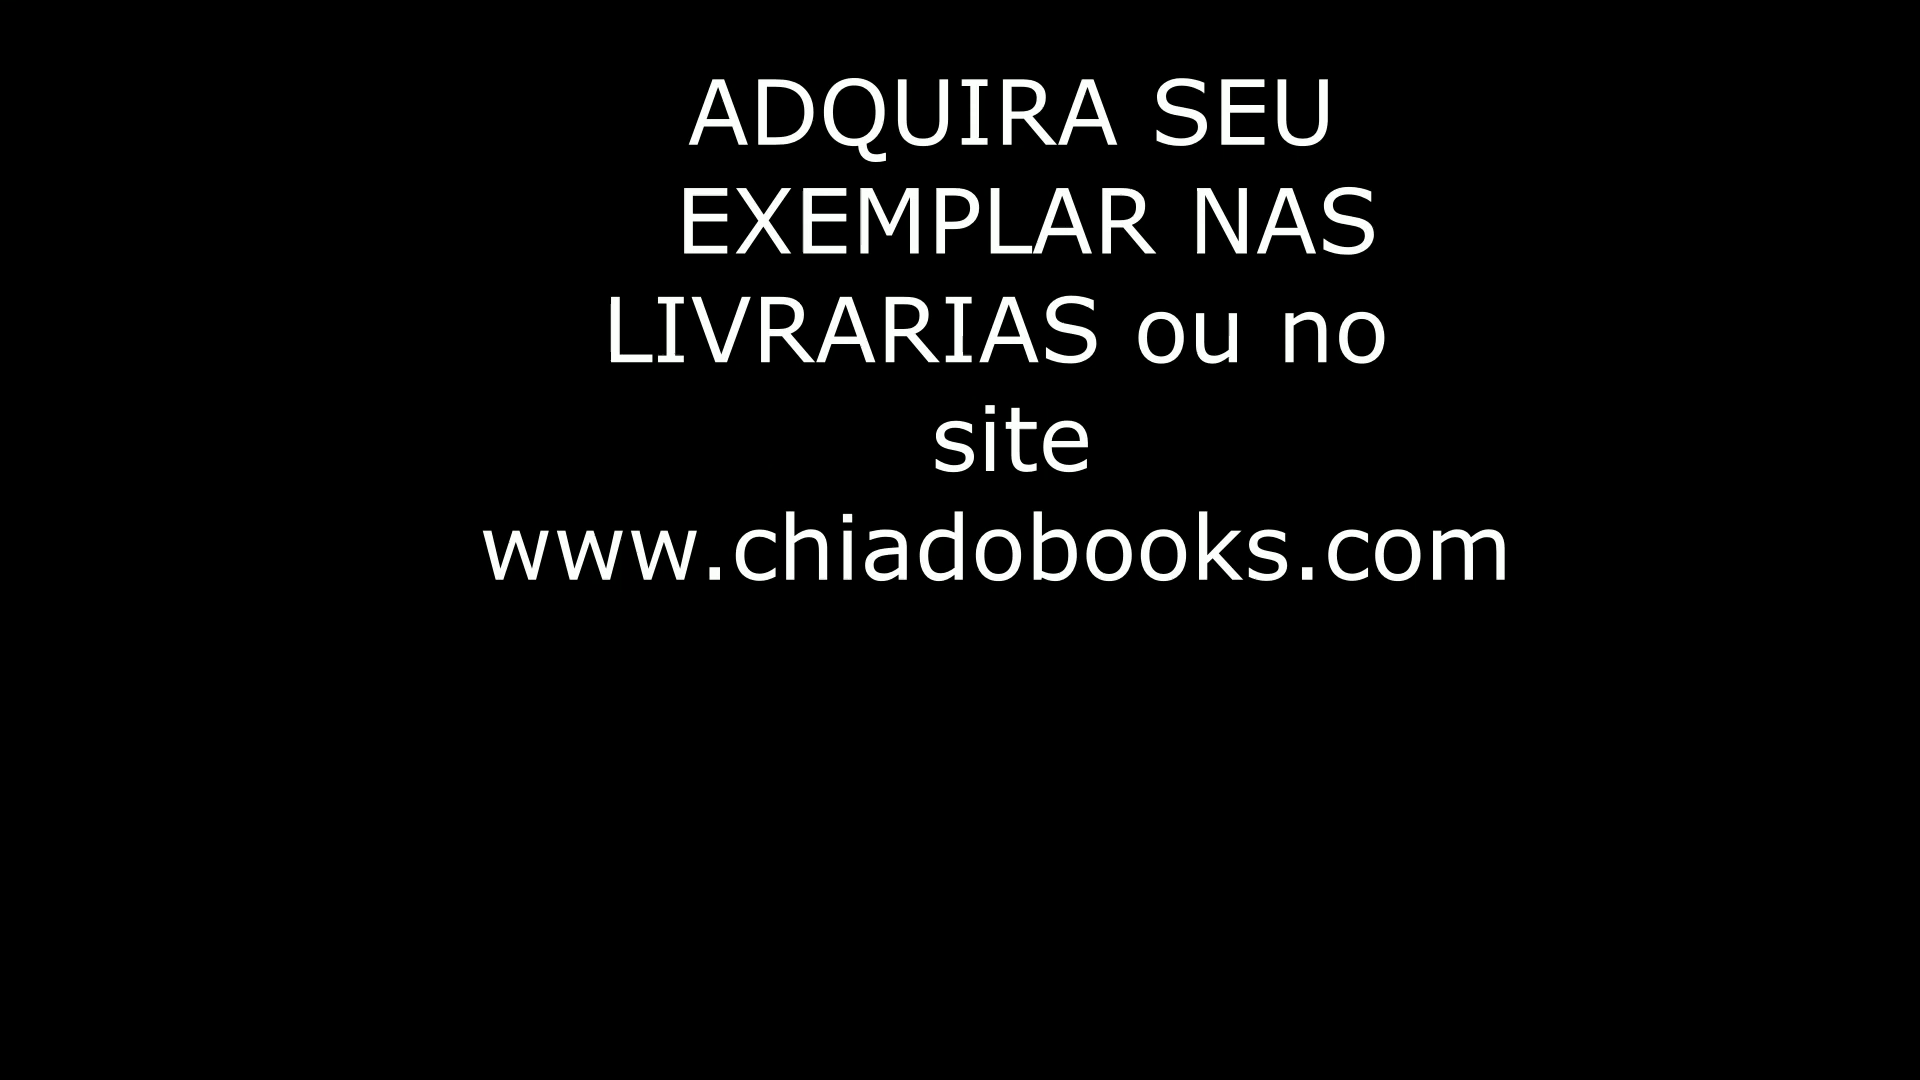 ADQUIRA SEU
EXEMPLAR NAS
LIVRARIAS ou no
site
www.chiadobooks.com